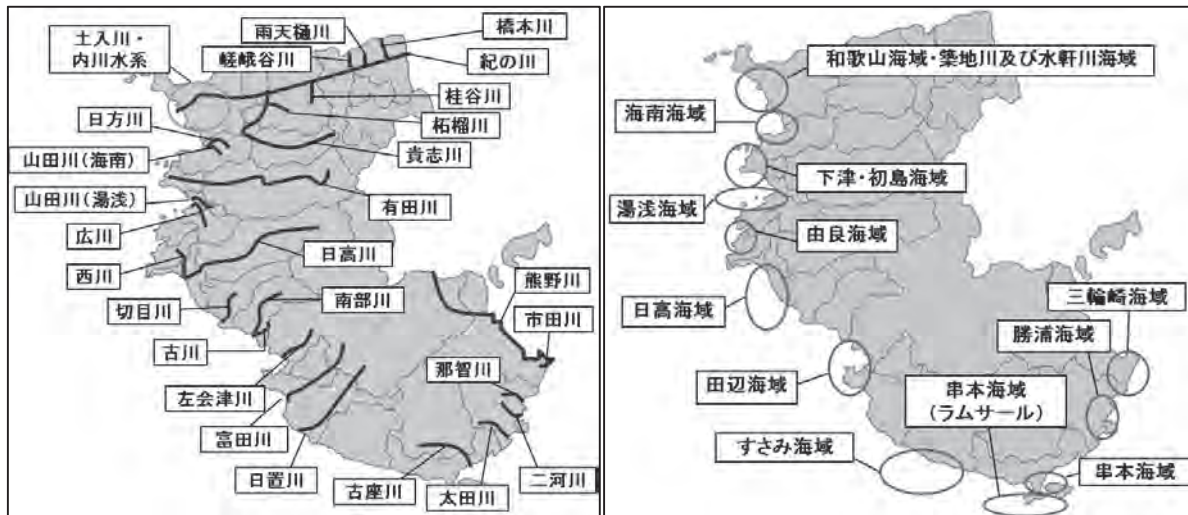 土入川・
内川水系
雨天樋川
橋本川
嵯峨谷川
紀の川
桂谷川
柘榴川
日方川
貴志川
山田川(海南)
山田川(湯浅)
有田川
広川
日高川
西川
熊野川
切目川
南部川
市田川
古川
那智川
左会津川
富田川
日置川
古座川
太田川
二河川
和歌山海域・築地川及び水軒川海域
海南海域
下津・初島海域
湯浅海域
由良海域
日高海域
三輪崎海域
勝浦海域
田辺海域
串本海域
(ラムサール)
すさみ海域
串本海域